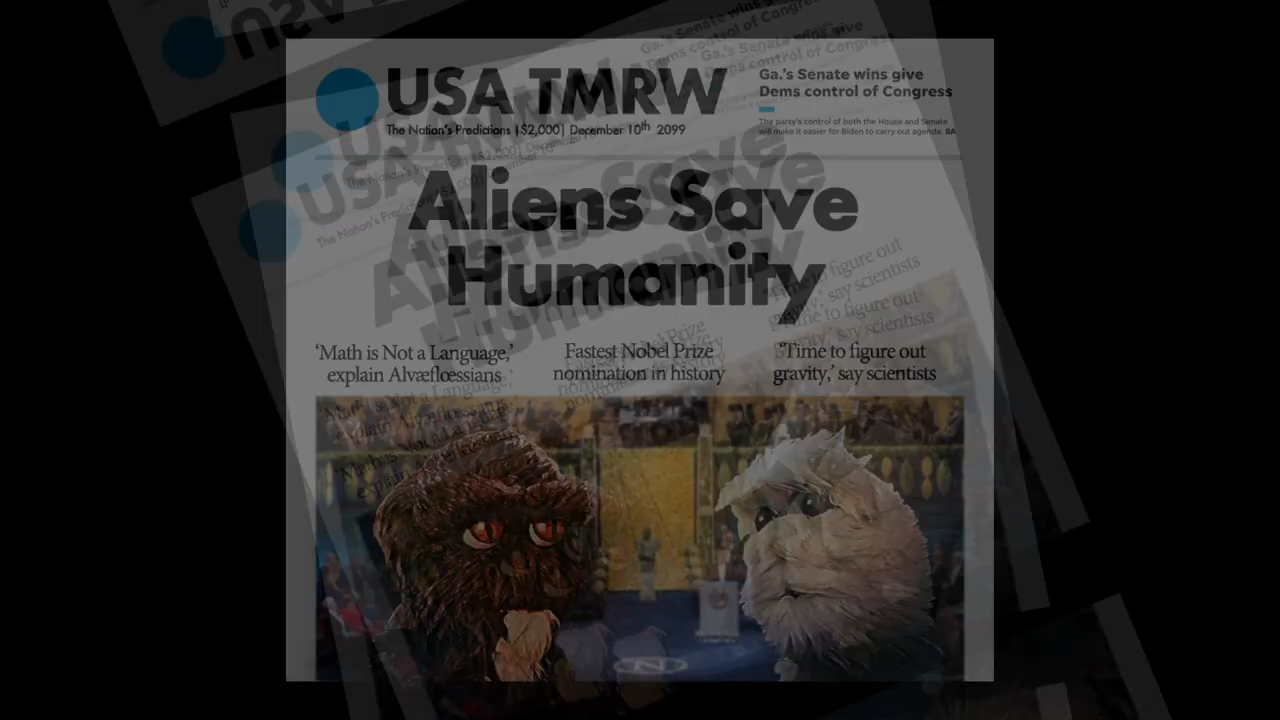 USA TMRW
The Nation's Predictions |$2,000| December 10th 2099
Ga.'s Senate wins give
Dems control of Congress
The party's control of both the House and Senate
will make it easier for Biden to carry out agenda. 8A
Aliens Save
Humanity
'Math is Not a Language,'
explain Alvæflœssians
Fastest Nobel Prize
nomination in history
'Time to figure out
gravity,' say scientists
N